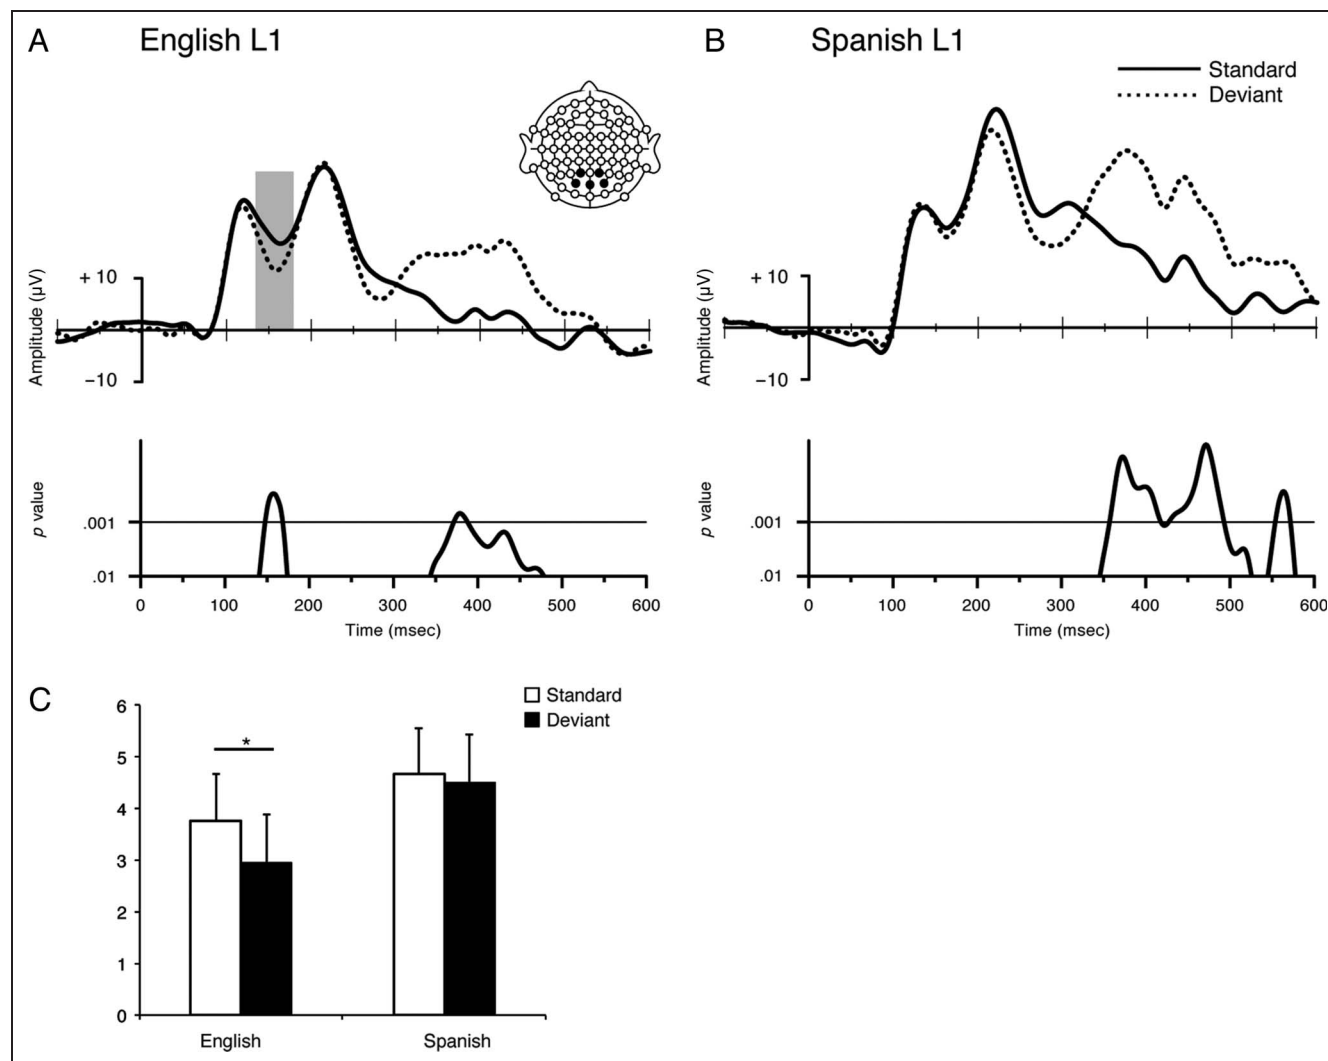 A
English L1
B
Spanish L1
Standard
Deviant
Amplitude (µV)
+ 10
−10
Amplitude (µV)
+ 10
−10
p value
.001
.01
0 100 200 300 400 500 600
Time (msec)
p value
.001
.01
0 100 200 300 400 500 600
Time (msec)
C
Standard
Deviant
6
5
4
3
2
1
0
*
English
Spanish